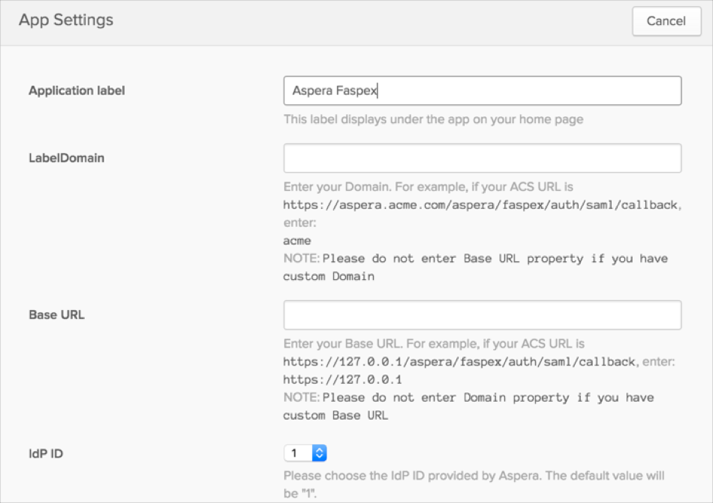 App Settings
Cancel
Application label
Aspera Faspex
This label displays under the app on your home page
LabelDomain
Enter your Domain. For example, if your ACS URL is
https://aspera.acme.com/aspera/faspex/auth/saml/callback,
enter:
acme
NOTE: Please do not enter Base URL property if you have
custom Domain
Base URL
Enter your Base URL. For example, if your ACS URL is
https://127.0.0.1/aspera/faspex/auth/saml/callback, enter:
https://127.0.0.1
NOTE: Please do not enter Domain property if you have
custom Base URL
IdP ID
1
Please choose the IdP ID provided by Aspera. The default value will
be "1".